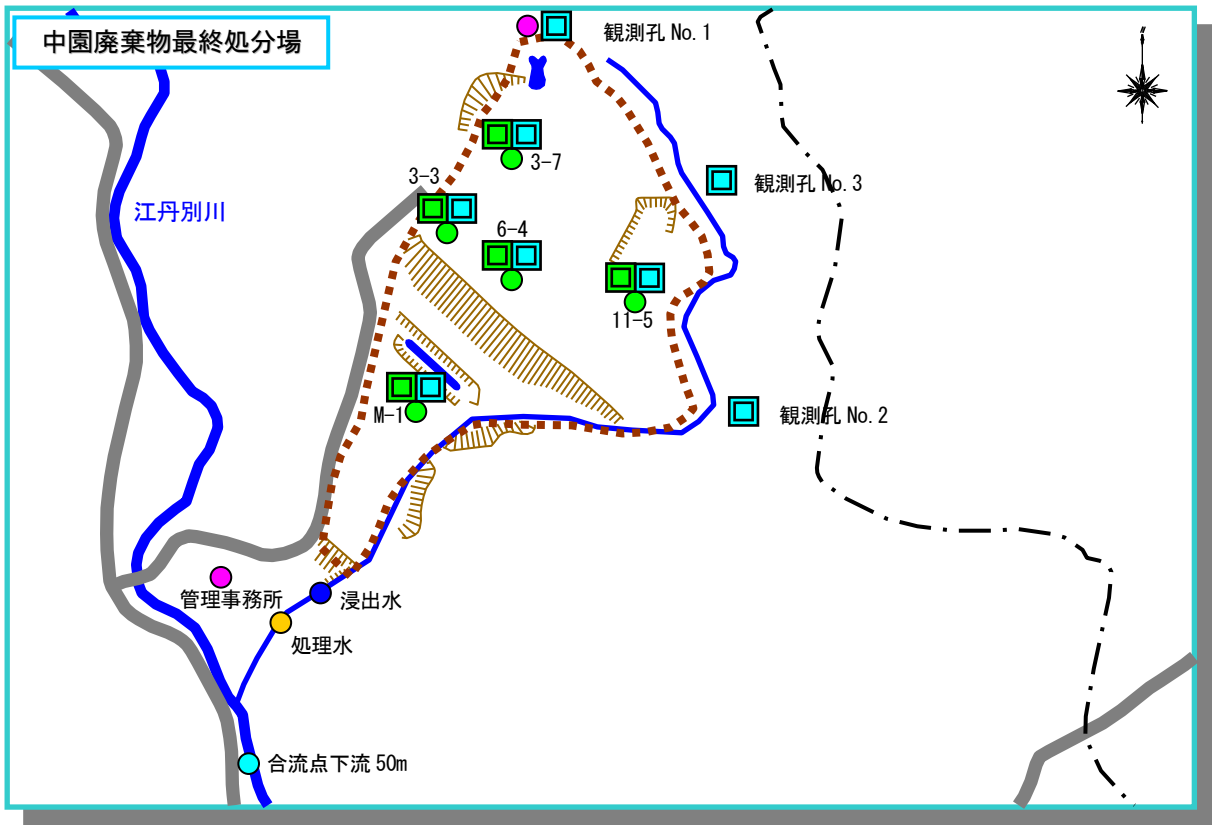 中園廃棄物最終処分場
観測孔 No. 1
3-7
観測孔 No. 3
3-3
江丹別川
6-4
11-5
M-1
観測孔 No. 2
管理事務所
浸出水
処理水
合流点下流 50m